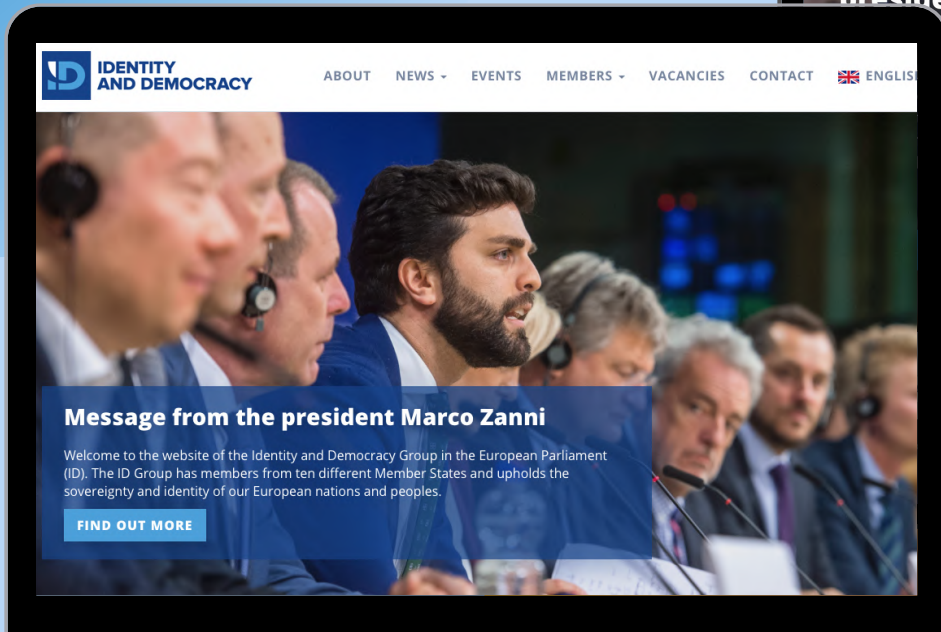 IDENTITY
AND DEMOCRACY
ABOUT NEWS EVENTS MEMBERS VACANCIES CONTACT
Message from the president Marco Zanni
Welcome to the website of the Identity and Democracy Group in the European Parliament
(ID). The ID Group has members from ten different Member States and upholds the
sovereignty and identity of our European nations and peoples.
FIND OUT MORE